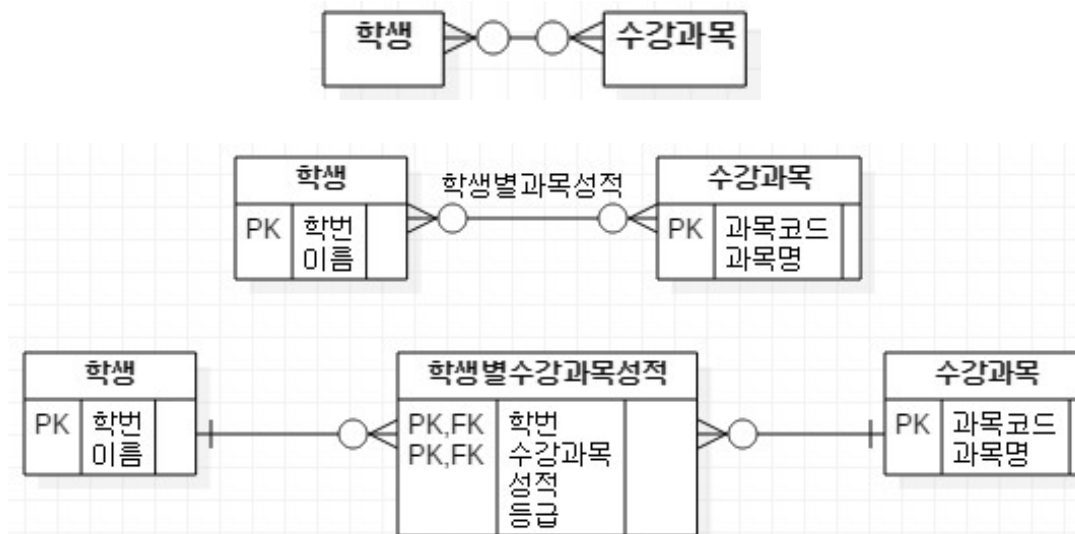 학생 수강과목
학생 학생별과목성적 수강과목
PK 학번 PK 과목코드
이름 과목명
학생 학생별수강과목성적 수강과목
PK 학번 PK,FK 학번 PK 과목코드
이름 PK,FK 수강과목 과목명
성적
등급